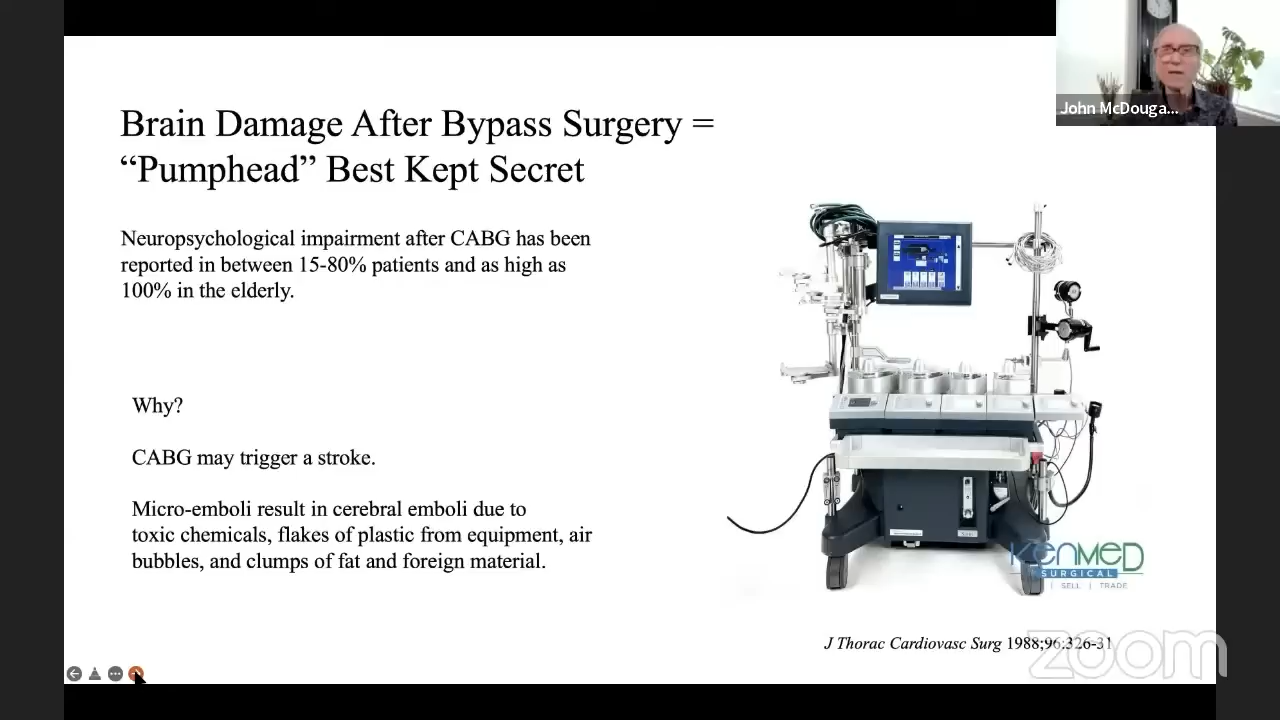 John McDouga...
Brain Damage After Bypass Surgery =
“Pumphead” Best Kept Secret
Neuropsychological impairment after CABG has been
reported in between 15-80% patients and as high as
100% in the elderly.
Why?
CABG may trigger a stroke.
Micro-emboli result in cerebral emboli due to
toxic chemicals, flakes of plastic from equipment, air
bubbles, and clumps of fat and foreign material.
KENMED
SURGICAL
| SELL | TRADE
J Thorac Cardiovasc Surg 1988;96:326-31
zoom